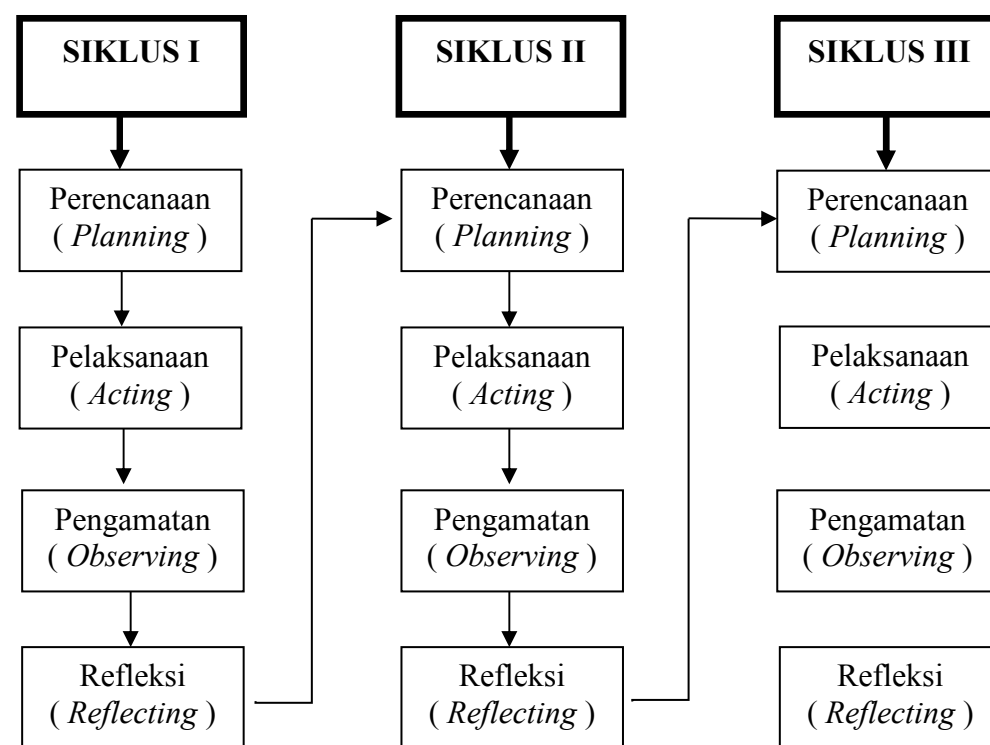 SIKLUS I
Perencanaan
( Planning )
Pelaksanaan
( Acting )
Pengamatan
( Observing )
Refleksi
( Reflecting )
SIKLUS II
Perencanaan
( Planning )
Pelaksanaan
( Acting )
Pengamatan
( Observing )
Refleksi
( Reflecting )
SIKLUS III
Perencanaan
( Planning )
Pelaksanaan
( Acting )
Pengamatan
( Observing )
Refleksi
( Reflecting )